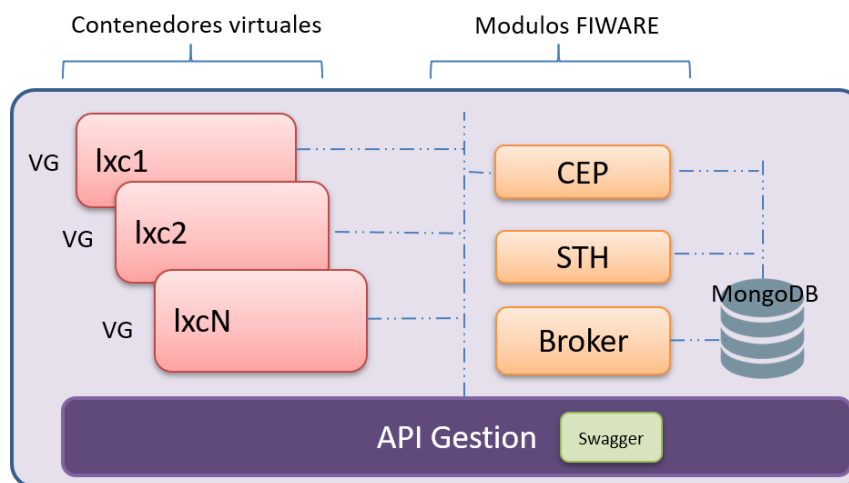 Contenedores virtuales
Modulos FIWARE
VG
lxc1
CEP
VG
lxc2
STH
MongoDB
VG
lxcN
Broker
API Gestion
Swagger